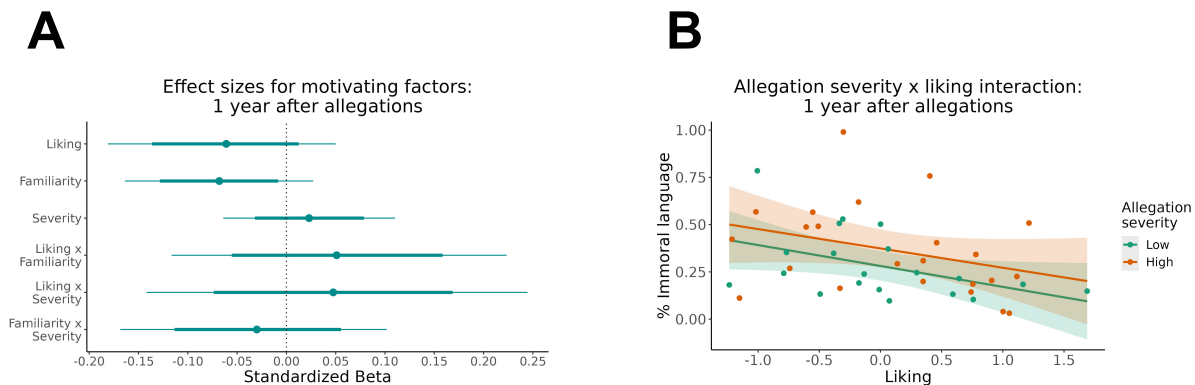 A
Effect sizes for motivating factors:
1 year after allegations
Liking
Familiarity
Severity
Liking x
Familiarity
Liking x
Severity
Familiarity x
Severity
-0.20 -0.15 -0.10 -0.05 0.00 0.05 0.10 0.15 0.20 0.25
Standardized Beta
B
Allegation severity x liking interaction:
1 year after allegations
% Immoral language
1.00
0.75
0.50
0.25
0.00
-1.0 -0.5 0.0 0.5 1.0 1.5
Liking
Allegation
severity
Low
High